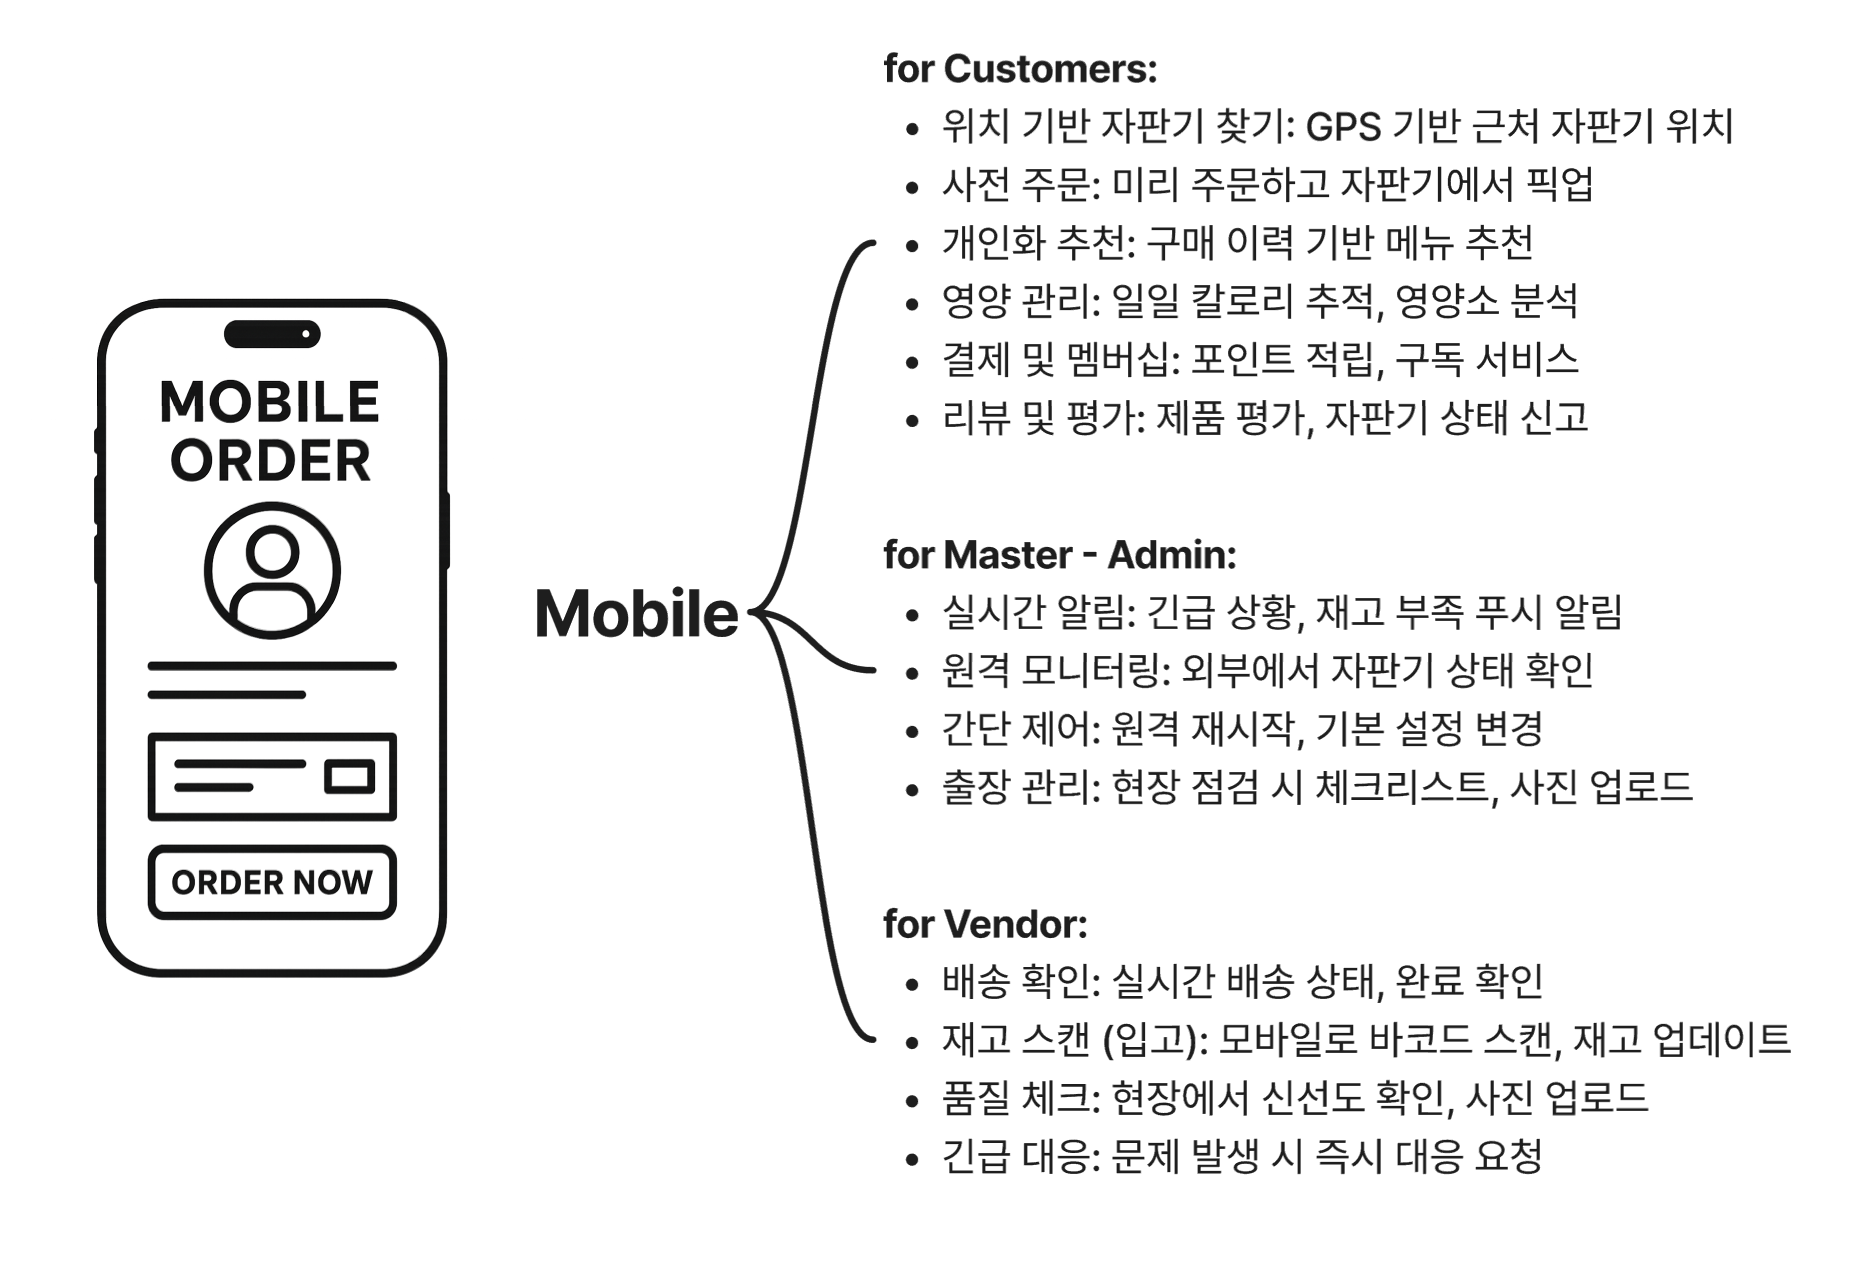 MOBILE
ORDER
ORDER NOW
Mobile
for Customers:
• 위치 기반 자판기 찾기: GPS 기반 근처 자판기 위치
• 사전 주문: 미리 주문하고 자판기에서 픽업
• 개인화 추천: 구매 이력 기반 메뉴 추천
• 영양 관리: 일일 칼로리 추적, 영양소 분석
• 결제 및 멤버십: 포인트 적립, 구독 서비스
• 리뷰 및 평가: 제품 평가, 자판기 상태 신고
for Master - Admin:
• 실시간 알림: 긴급 상황, 재고 부족 푸시 알림
• 원격 모니터링: 외부에서 자판기 상태 확인
• 간단 제어: 원격 재시작, 기본 설정 변경
• 출장 관리: 현장 점검 시 체크리스트, 사진 업로드
for Vendor:
• 배송 확인: 실시간 배송 상태, 완료 확인
• 재고 스캔 (입고): 모바일로 바코드 스캔, 재고 업데이트
• 품질 체크: 현장에서 신선도 확인, 사진 업로드
• 긴급 대응: 문제 발생 시 즉시 대응 요청